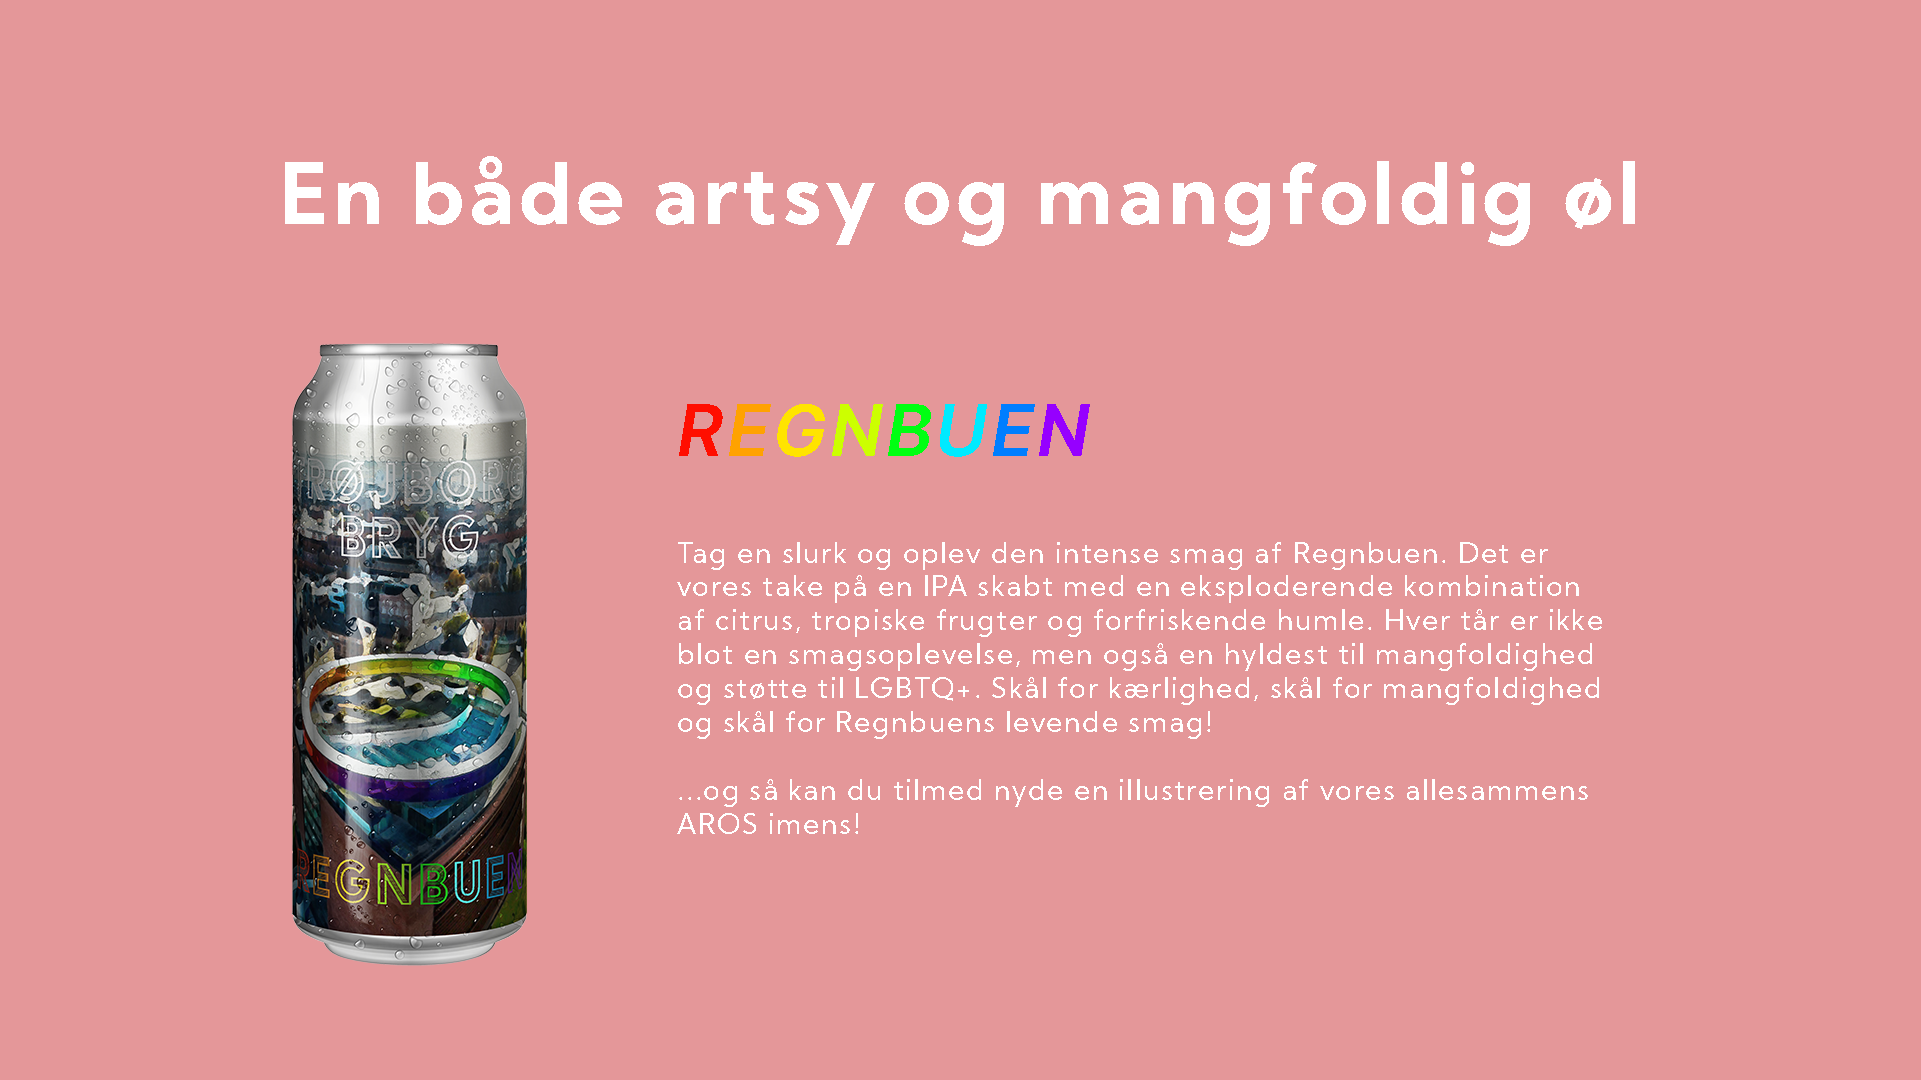 En både artsy og mangfoldig øl
RØJBORG
BRYG
REGNBUEN
REGNBUEN
Tag en slurk og oplev den intense smag af Regnbuen. Det er
vores take på en IPA skabt med en eksploderende kombination
af citrus, tropiske frugter og forfriskende humle. Hver tår er ikke
blot en smagsoplevelse, men også en hyldest til mangfoldighed
og støtte til LGBTQ+. Skål for kærlighed, skål for mangfoldighed
og skål for Regnbuens levende smag!
...og så kan du tilmed nyde en illustrering af vores allesammens
AROS imens!